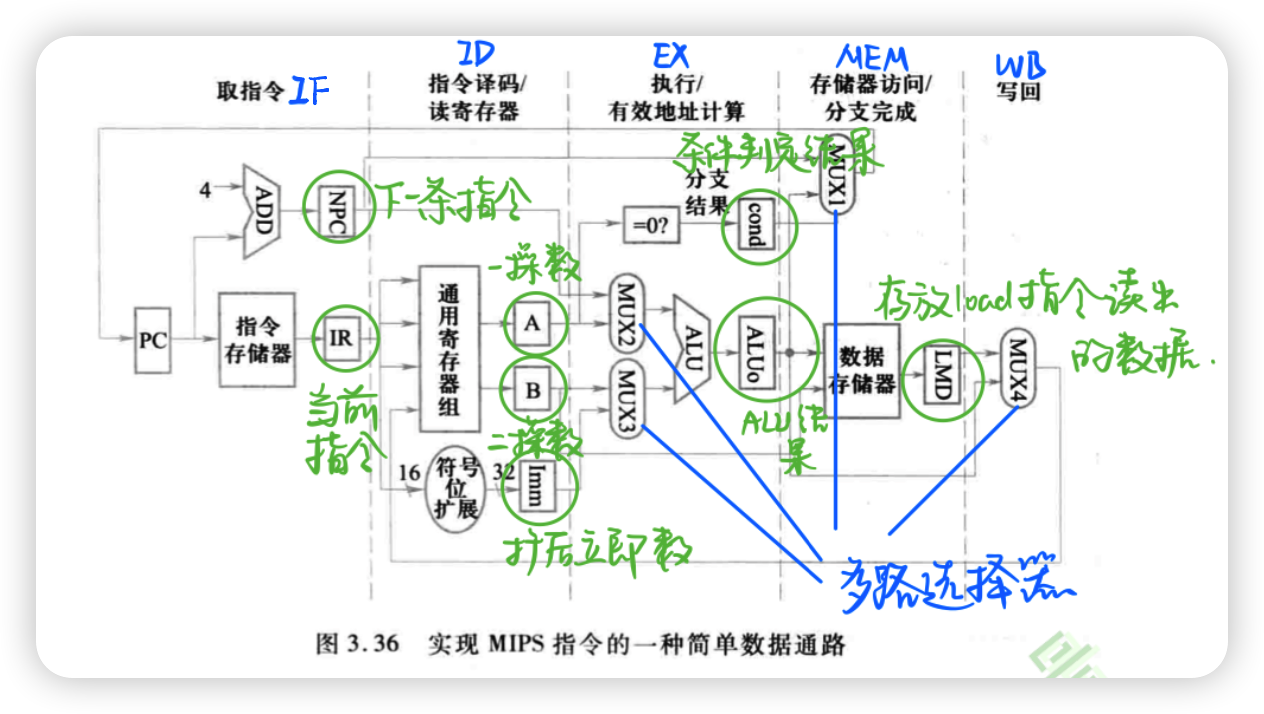 ID
EX
MEM
WB
取指令 IF
指令译码/
读寄存器
执行/
有效地址计算
存储器访问/
分支完成
写回
条件判定结果
4
ADD
NPC
下一条指令
分支
结果
=0?
cond
MUX1
一操数
PC
指令
存储器
IR
当前
指令
通用寄存器组
A
B
二操数
MUX2
MUX3
ALU
ALUo
ALU结
果
数据
存储器
LMD
存放load指令读出
的数据.
MUX4
16
符号
位
扩展
32
Imm
扩后立即数
多路选择器
图 3.36 实现 MIPS 指令的一种简单数据通路